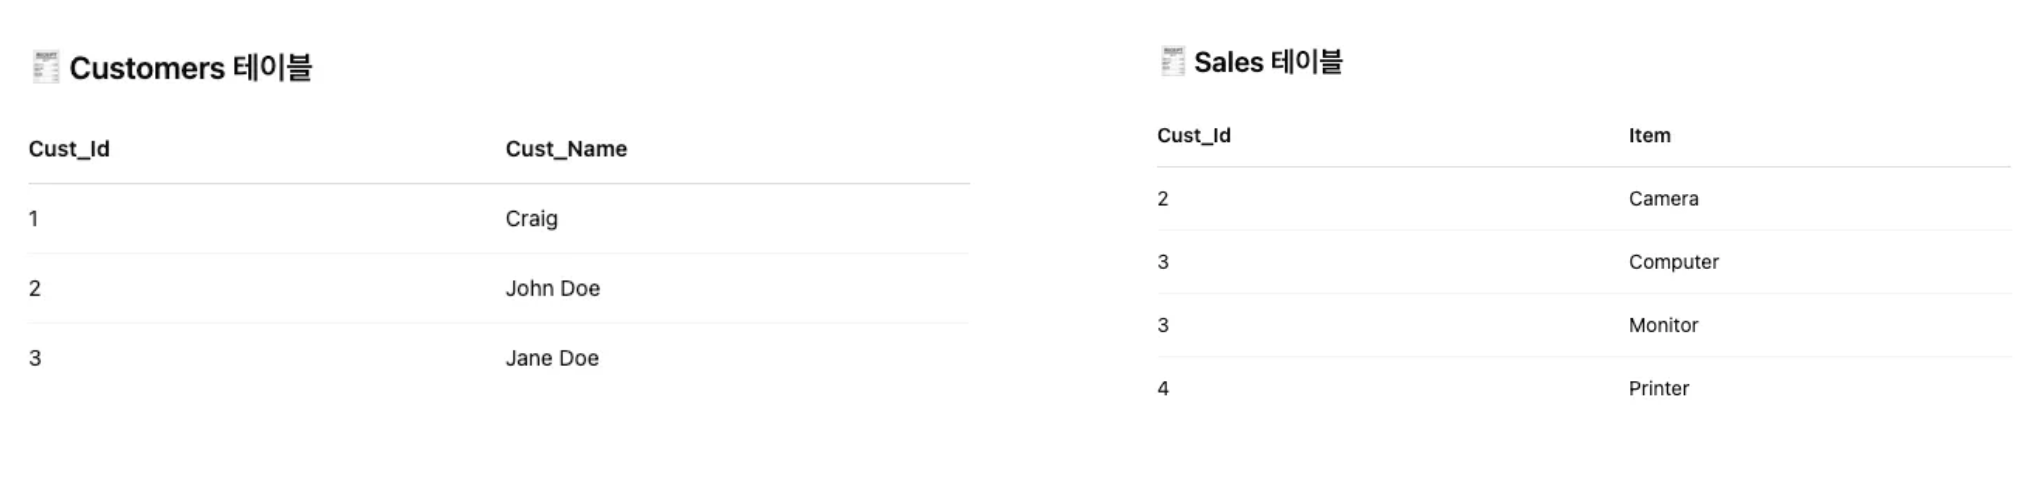 Customers 테이블
Cust_Id Cust_Name
1 Craig
2 John Doe
3 Jane Doe
Sales 테이블
Cust_Id Item
2 Camera
3 Computer
3 Monitor
4 Printer